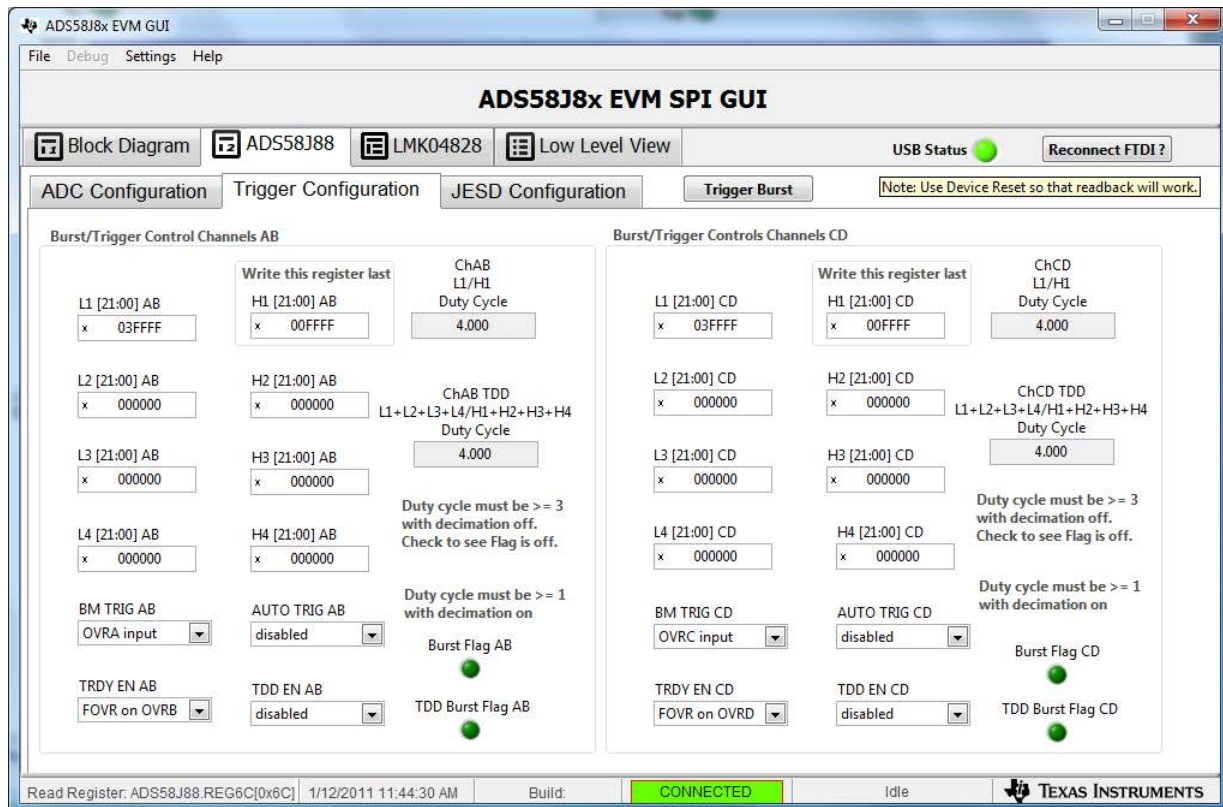 ADS58J8x EVM GUI
File Debug Settings Help
ADS58J8x EVM SPI GUI
Block Diagram ADS58J88 LMK04828 Low Level View USB Status Reconnect FTDI ?
ADC Configuration Trigger Configuration JESD Configuration Trigger Burst Note: Use Device Reset so that readback will work.
Burst/Trigger Control Channels AB
Write this register last
ChAB
L1/H1
Duty Cycle
4.000
L1 [21:00] AB
x 03FFFF
H1 [21:00] AB
x 00FFFF
L2 [21:00] AB
x 000000
H2 [21:00] AB
x 000000
ChAB TDD
L1+L2+L3+L4/H1+H2+H3+H4
Duty Cycle
4.000
L3 [21:00] AB
x 000000
H3 [21:00] AB
x 000000
Duty cycle must be >= 3
with decimation off.
Check to see Flag is off.
L4 [21:00] AB
x 000000
H4 [21:00] AB
x 000000
Duty cycle must be >= 1
with decimation on
BM TRIG AB
OVRA input
AUTO TRIG AB
disabled
Burst Flag AB
TRDY EN AB
FOVR on OVRB
TDD EN AB
disabled
TDD Burst Flag AB
Burst/Trigger Controls Channels CD
Write this register last
ChCD
L1/H1
Duty Cycle
4.000
L1 [21:00] CD
x 03FFFF
H1 [21:00] CD
x 00FFFF
L2 [21:00] CD
x 000000
H2 [21:00] CD
x 000000
ChCD TDD
L1+L2+L3+L4/H1+H2+H3+H4
Duty Cycle
4.000
L3 [21:00] CD
x 000000
H3 [21:00] CD
x 000000
Duty cycle must be >= 3
with decimation off.
Check to see Flag is off.
L4 [21:00] CD
x 000000
H4 [21:00] CD
x 000000
Duty cycle must be >= 1
with decimation on
BM TRIG CD
OVRC input
AUTO TRIG CD
disabled
Burst Flag CD
TRDY EN CD
FOVR on OVRD
TDD EN CD
disabled
TDD Burst Flag CD
Read Register: ADS58J88.REG6C[0x6C] 1/12/2011 11:44:30 AM Build: CONNECTED Idle TEXAS INSTRUMENTS